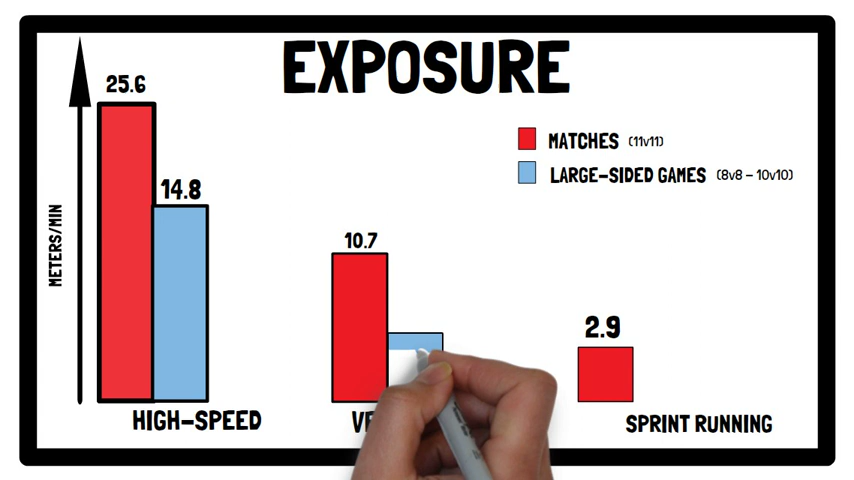 EXPOSURE
25.6
MATCHES (11v11)
LARGE-SIDED GAMES (8v8 – 10v10)
14.8
METERS/MIN
10.7
2.9
HIGH-SPEED
SPRINT RUNNING